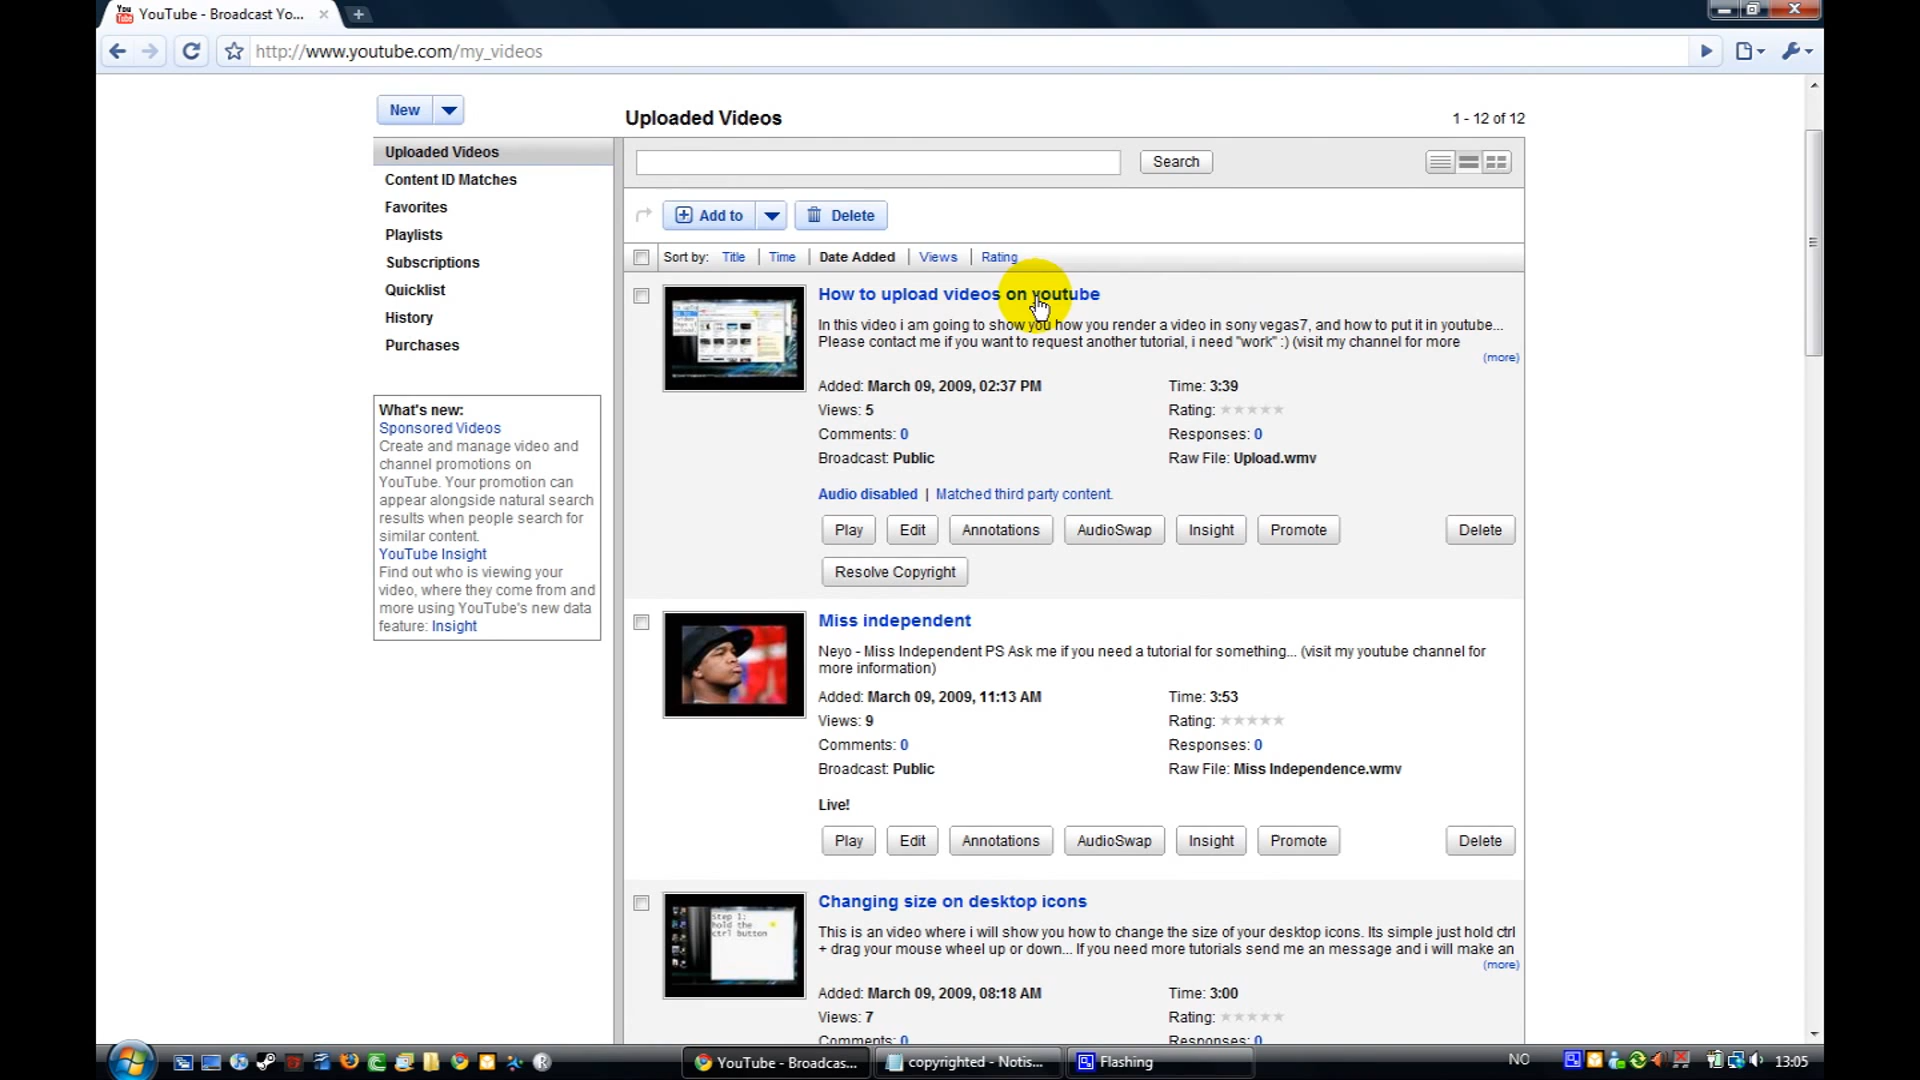 YouTube - Broadcast Yo...
http://www.youtube.com/my_videos
New
Uploaded Videos
1 - 12 of 12
Uploaded Videos
Content ID Matches
Favorites
Playlists
Subscriptions
Quicklist
History
Purchases
What's new:
Sponsored Videos
Create and manage video and
channel promotions on
YouTube. Your promotion can
appear alongside natural search
results when people search for
similar content.
YouTube Insight
Find out who is viewing your
video, where they come from and
more using YouTube's new data
feature: Insight
Search
Add to
Delete
Sort by: Title | Time | Date Added | Views | Rating
How to upload videos on youtube
In this video i am going to show you how you render a video in sony vegas7, and how to put it in youtube...
Please contact me if you want to request another tutorial, i need "work" :) (visit my channel for more
(more)
Added: March 09, 2009, 02:37 PM
Time: 3:39
Views: 5
Rating:
Comments: 0
Responses: 0
Broadcast: Public
Raw File: Upload.wmv
Audio disabled | Matched third party content.
Play Edit Annotations AudioSwap Insight Promote Delete
Resolve Copyright
Miss independent
Neyo - Miss Independent PS Ask me if you need a tutorial for something... (visit my youtube channel for
more information)
Added: March 09, 2009, 11:13 AM
Time: 3:53
Views: 9
Rating:
Comments: 0
Responses: 0
Broadcast: Public
Raw File: Miss Independence.wmv
Live!
Play Edit Annotations AudioSwap Insight Promote Delete
Step 1:
hold the
ctrl button
Changing size on desktop icons
This is an video where i will show you how to change the size of your desktop icons. Its simple just hold ctrl
+ drag your mouse wheel up or down... If you need more tutorials send me an message and i will make an
(more)
Added: March 09, 2009, 08:18 AM
Time: 3:00
Views: 7
Rating:
Comments: 0
Responses: 0
YouTube - Broadcas...
copyrighted - Notis...
Flashing
NO
13:05